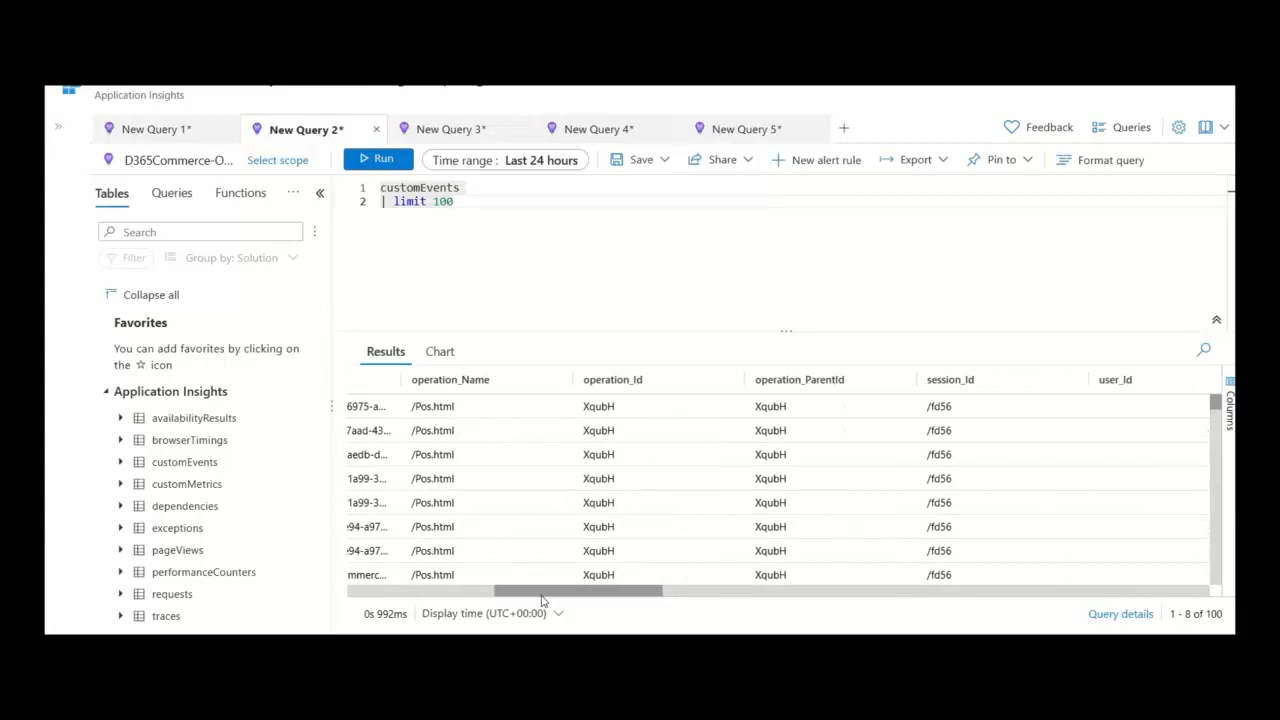 Application Insights
New Query 1*
New Query 2*
New Query 3*
New Query 4*
New Query 5*
Feedback
Queries
D365Commerce-O...
Select scope
Run
Time range : Last 24 hours
Save
Share
New alert rule
Export
Pin to
Format query
Tables
Queries
Functions
Search
Filter
Group by: Solution
Collapse all
Favorites
You can add favorites by clicking on
the ☆ icon
Application Insights
availabilityResults
browserTimings
customEvents
customMetrics
dependencies
exceptions
pageViews
performanceCounters
requests
traces
1 customEvents
2 | limit 100
Results Chart
operation_Name operation_Id operation_ParentId session_Id user_Id
6975-a... /Pos.html XqubH XqubH /fd56
7aad-43... /Pos.html XqubH XqubH /fd56
aedb-d... /Pos.html XqubH XqubH /fd56
1a99-3... /Pos.html XqubH XqubH /fd56
1a99-3... /Pos.html XqubH XqubH /fd56
e94-a97... /Pos.html XqubH XqubH /fd56
e94-a97... /Pos.html XqubH XqubH /fd56
mmerc... /Pos.html XqubH XqubH /fd56
Columns
0s 992ms
Display time (UTC+00:00)
Query details
1 - 8 of 100